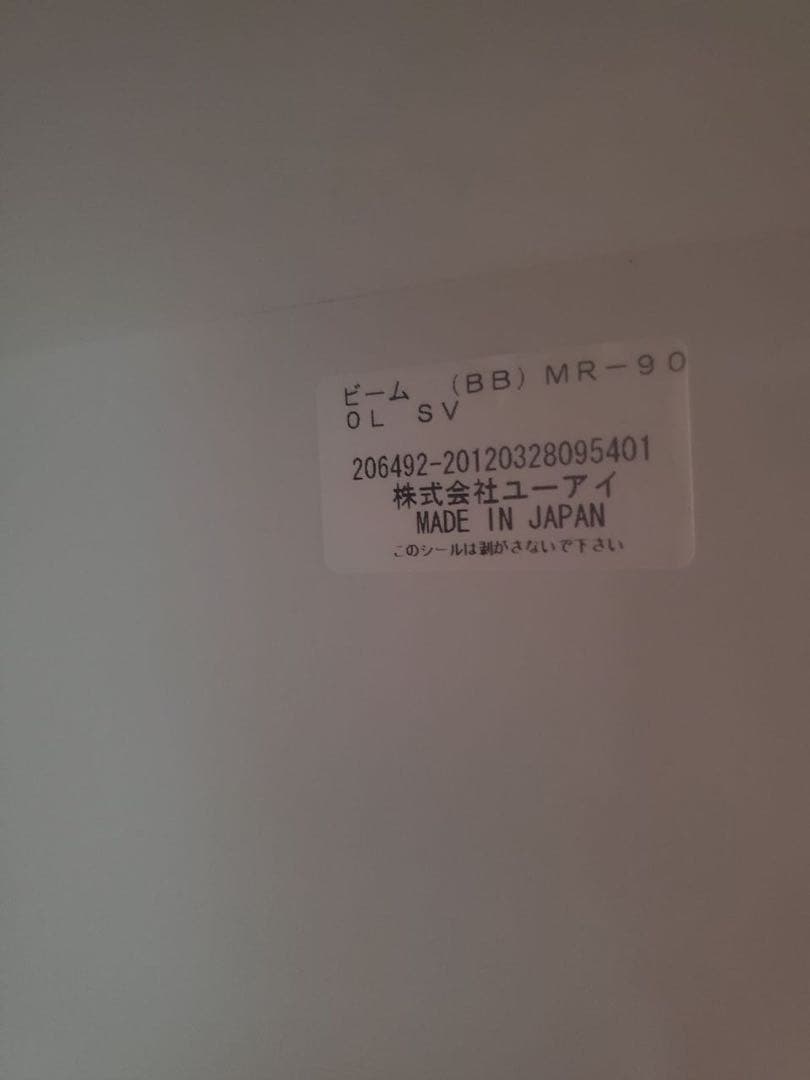 ビーム （ＢＢ）ＭＲ－９０
０Ｌ ＳＶ
206492-20120328095401
株式会社ユーアイ
MADE IN JAPAN
このシールは剥がさないで下さい